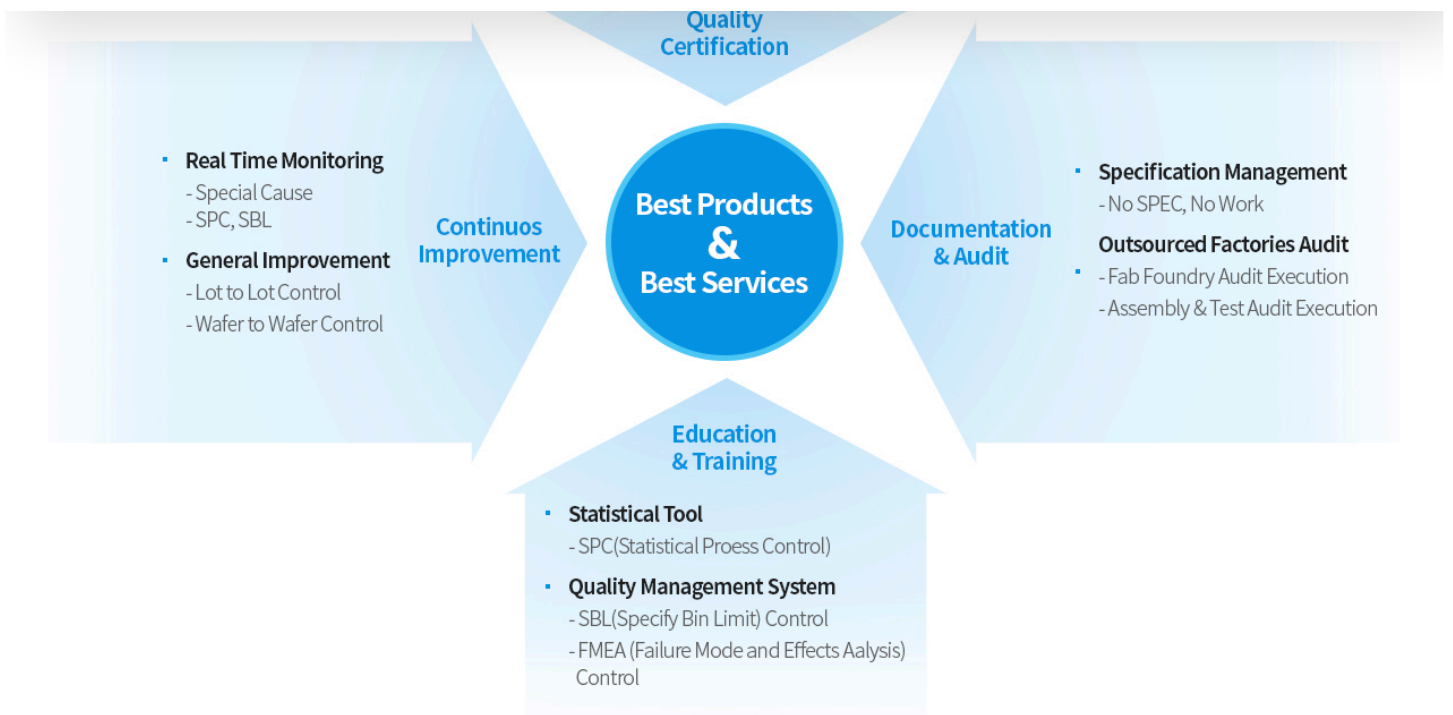 Quality
Certification
Real Time Monitoring
- Special Cause
- SPC, SBL
General Improvement
- Lot to Lot Control
- Wafer to Wafer Control
Continuos
Improvement
Best Products
&
Best Services
Documentation
& Audit
Specification Management
- No SPEC, No Work
Outsourced Factories Audit
- Fab Foundry Audit Execution
- Assembly & Test Audit Execution
Education
& Training
Statistical Tool
- SPC(Statistical Proess Control)
Quality Management System
- SBL(Specify Bin Limit) Control
- FMEA (Failure Mode and Effects Aalysis)
Control